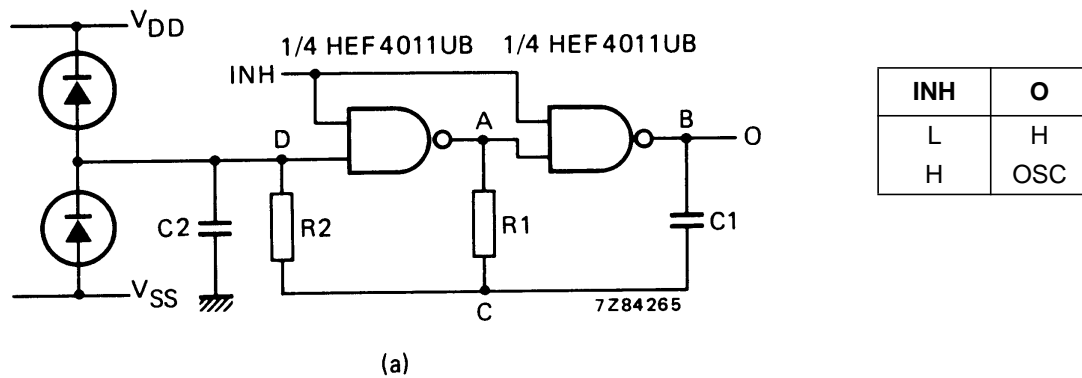 VDD
1/4 HEF4011UB 1/4 HEF4011UB
INH
A
B
O
D
C2
R2
R1
C1
VSS
C
7Z84265
(a)
INH O
L H
H OSC